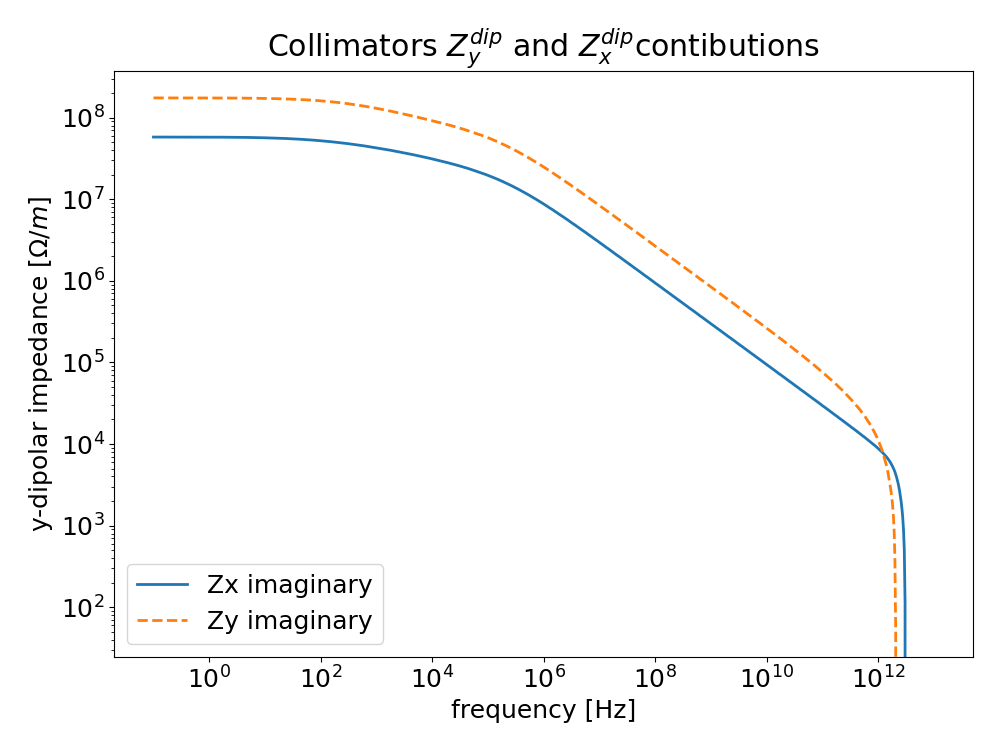 Collimators $Z_y^{dip}$ and $Z_x^{dip}$contibutions
y-dipolar impedance [Ω/m]
10^8
10^7
10^6
10^5
10^4
10^3
10^2
Zx imaginary
Zy imaginary
10^0 10^2 10^4 10^6 10^8 10^10 10^12
frequency [Hz]